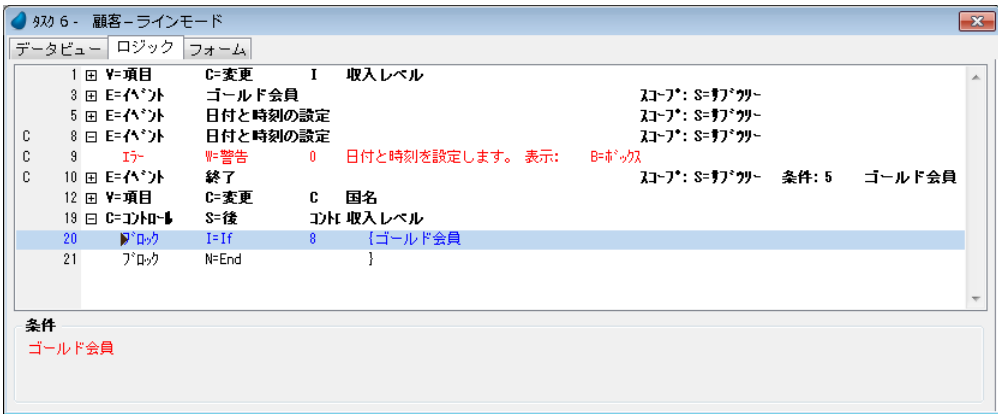 ﾀｽｸ 6 - 顧客－ラインモード
データビュー ロジック フォーム
1 V=項目 C=変更 I 収入レベル
3 E=ｲﾍﾞﾝﾄ ゴールド会員 ｽｺｰﾌﾟ: S=ｻﾌﾞﾂﾘｰ
5 E=ｲﾍﾞﾝﾄ 日付と時刻の設定 ｽｺｰﾌﾟ: S=ｻﾌﾞﾂﾘｰ
C 8 E=ｲﾍﾞﾝﾄ 日付と時刻の設定 ｽｺｰﾌﾟ: S=ｻﾌﾞﾂﾘｰ
C 9 ｴﾗｰ W=警告 0 日付と時刻を設定します。 表示: B=ﾎﾞｯｸｽ
C 10 E=ｲﾍﾞﾝﾄ 終了 ｽｺｰﾌﾟ: S=ｻﾌﾞﾂﾘｰ 条件: 5 ゴールド会員
12 V=項目 C=変更 C 国名
19 C=ｺﾝﾄﾛｰﾙ S=後 ｺﾝﾄﾛ 収入レベル
20 ﾌﾞﾛｯｸ I=If 8 {ゴールド会員
21 ﾌﾞﾛｯｸ N=End }
条件
ゴールド会員